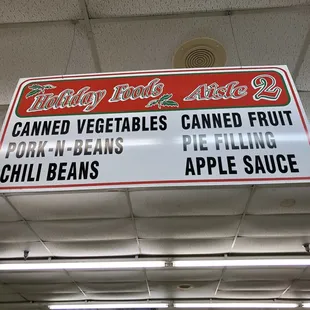 Holiday Foods Aisle 2
CANNED VEGETABLES CANNED FRUIT
PORK-N-BEANS PIE FILLING
CHILI BEANS APPLE SAUCE